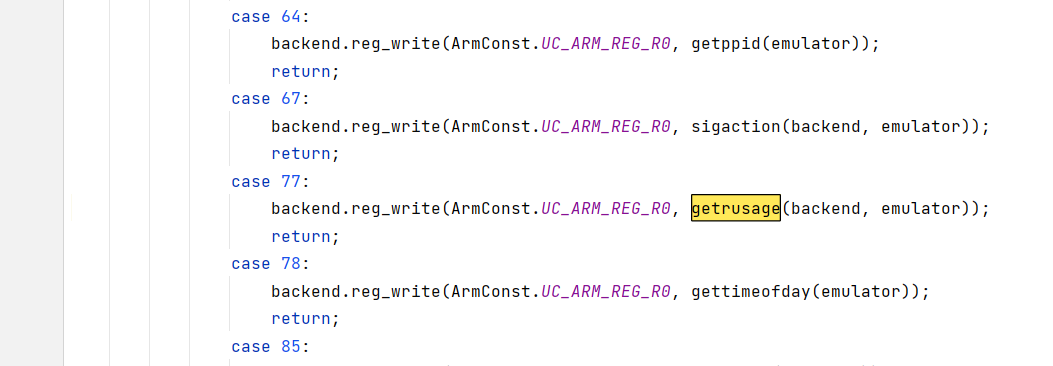 case 64:
backend.reg_write(ArmConst.UC_ARM_REG_R0, getppid(emulator));
return;
case 67:
backend.reg_write(ArmConst.UC_ARM_REG_R0, sigaction(backend, emulator));
return;
case 77:
backend.reg_write(ArmConst.UC_ARM_REG_R0, getrusage(backend, emulator));
return;
case 78:
backend.reg_write(ArmConst.UC_ARM_REG_R0, gettimeofday(emulator));
return;
case 85: